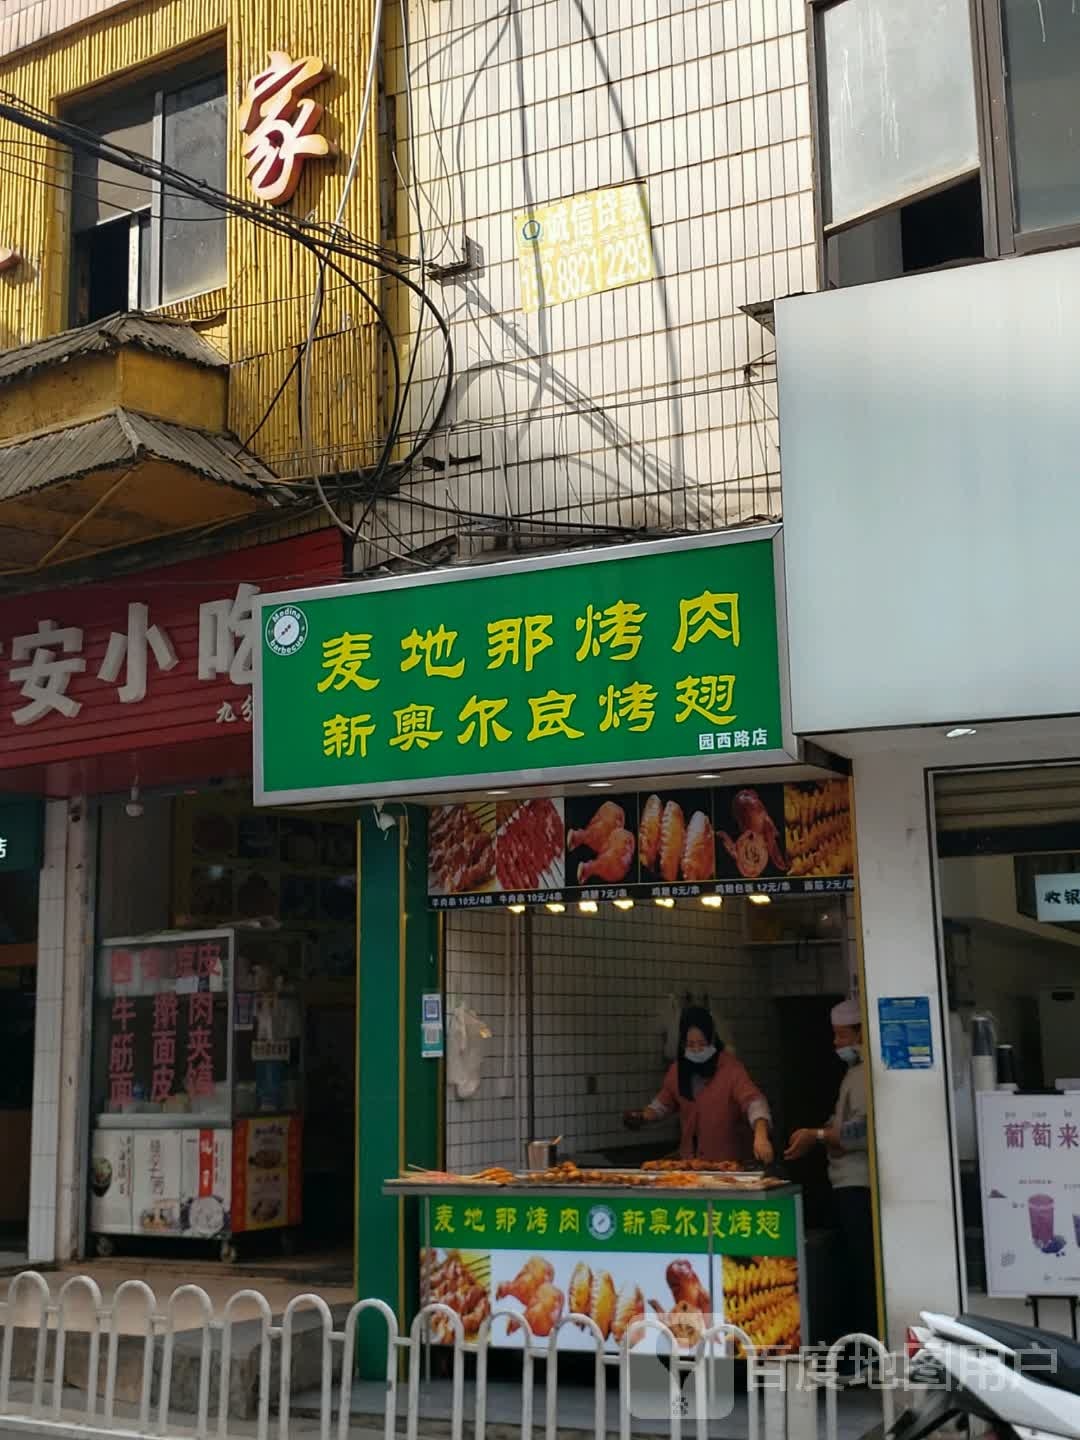 家
诚信贷款
152 8821 2293
安小吃
九分
Medina
barbecue
麦地那烤肉
新奥尔良烤翅
园西路店
店
羊肉串 10元/4串
牛肉串 10元/4串
鸡腿 7元/串
鸡翅 8元/串
鸡翅包饭 12元/串
面筋 2元/串
收银
凉皮
牛筋面
擀面皮
肉夹馍
葡萄来
麦地那烤肉
新奥尔良烤翅
百度地图用户